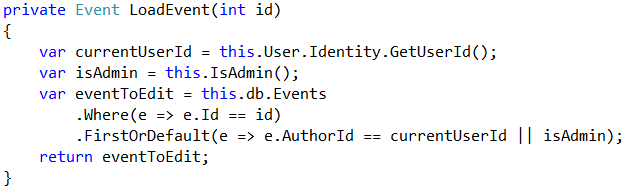 private Event LoadEvent(int id)
{
    var currentUserId = this.User.Identity.GetUserId();
    var isAdmin = this.IsAdmin();
    var eventToEdit = this.db.Events
        .Where(e => e.Id == id)
        .FirstOrDefault(e => e.AuthorId == currentUserId || isAdmin);
    return eventToEdit;
}